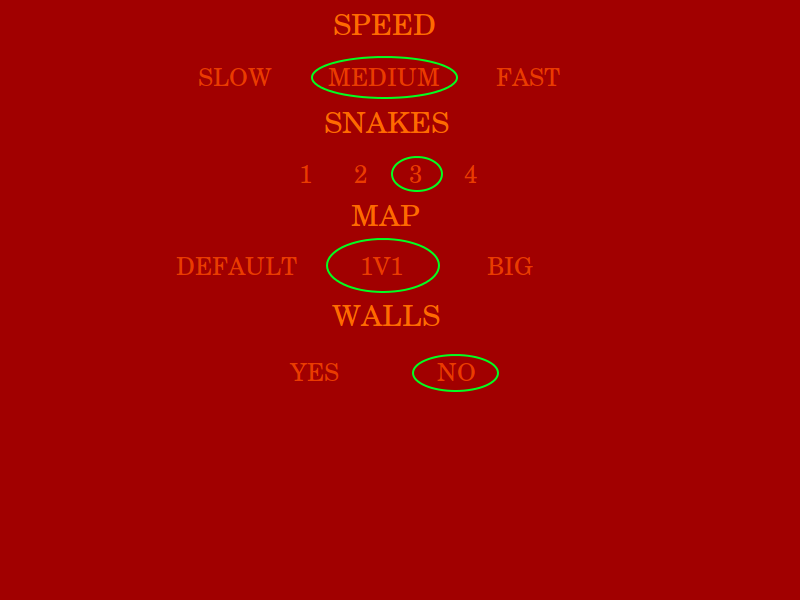 SPEED
SLOW MEDIUM FAST
SNAKES
1 2 3 4
MAP
DEFAULT 1V1 BIG
WALLS
YES NO